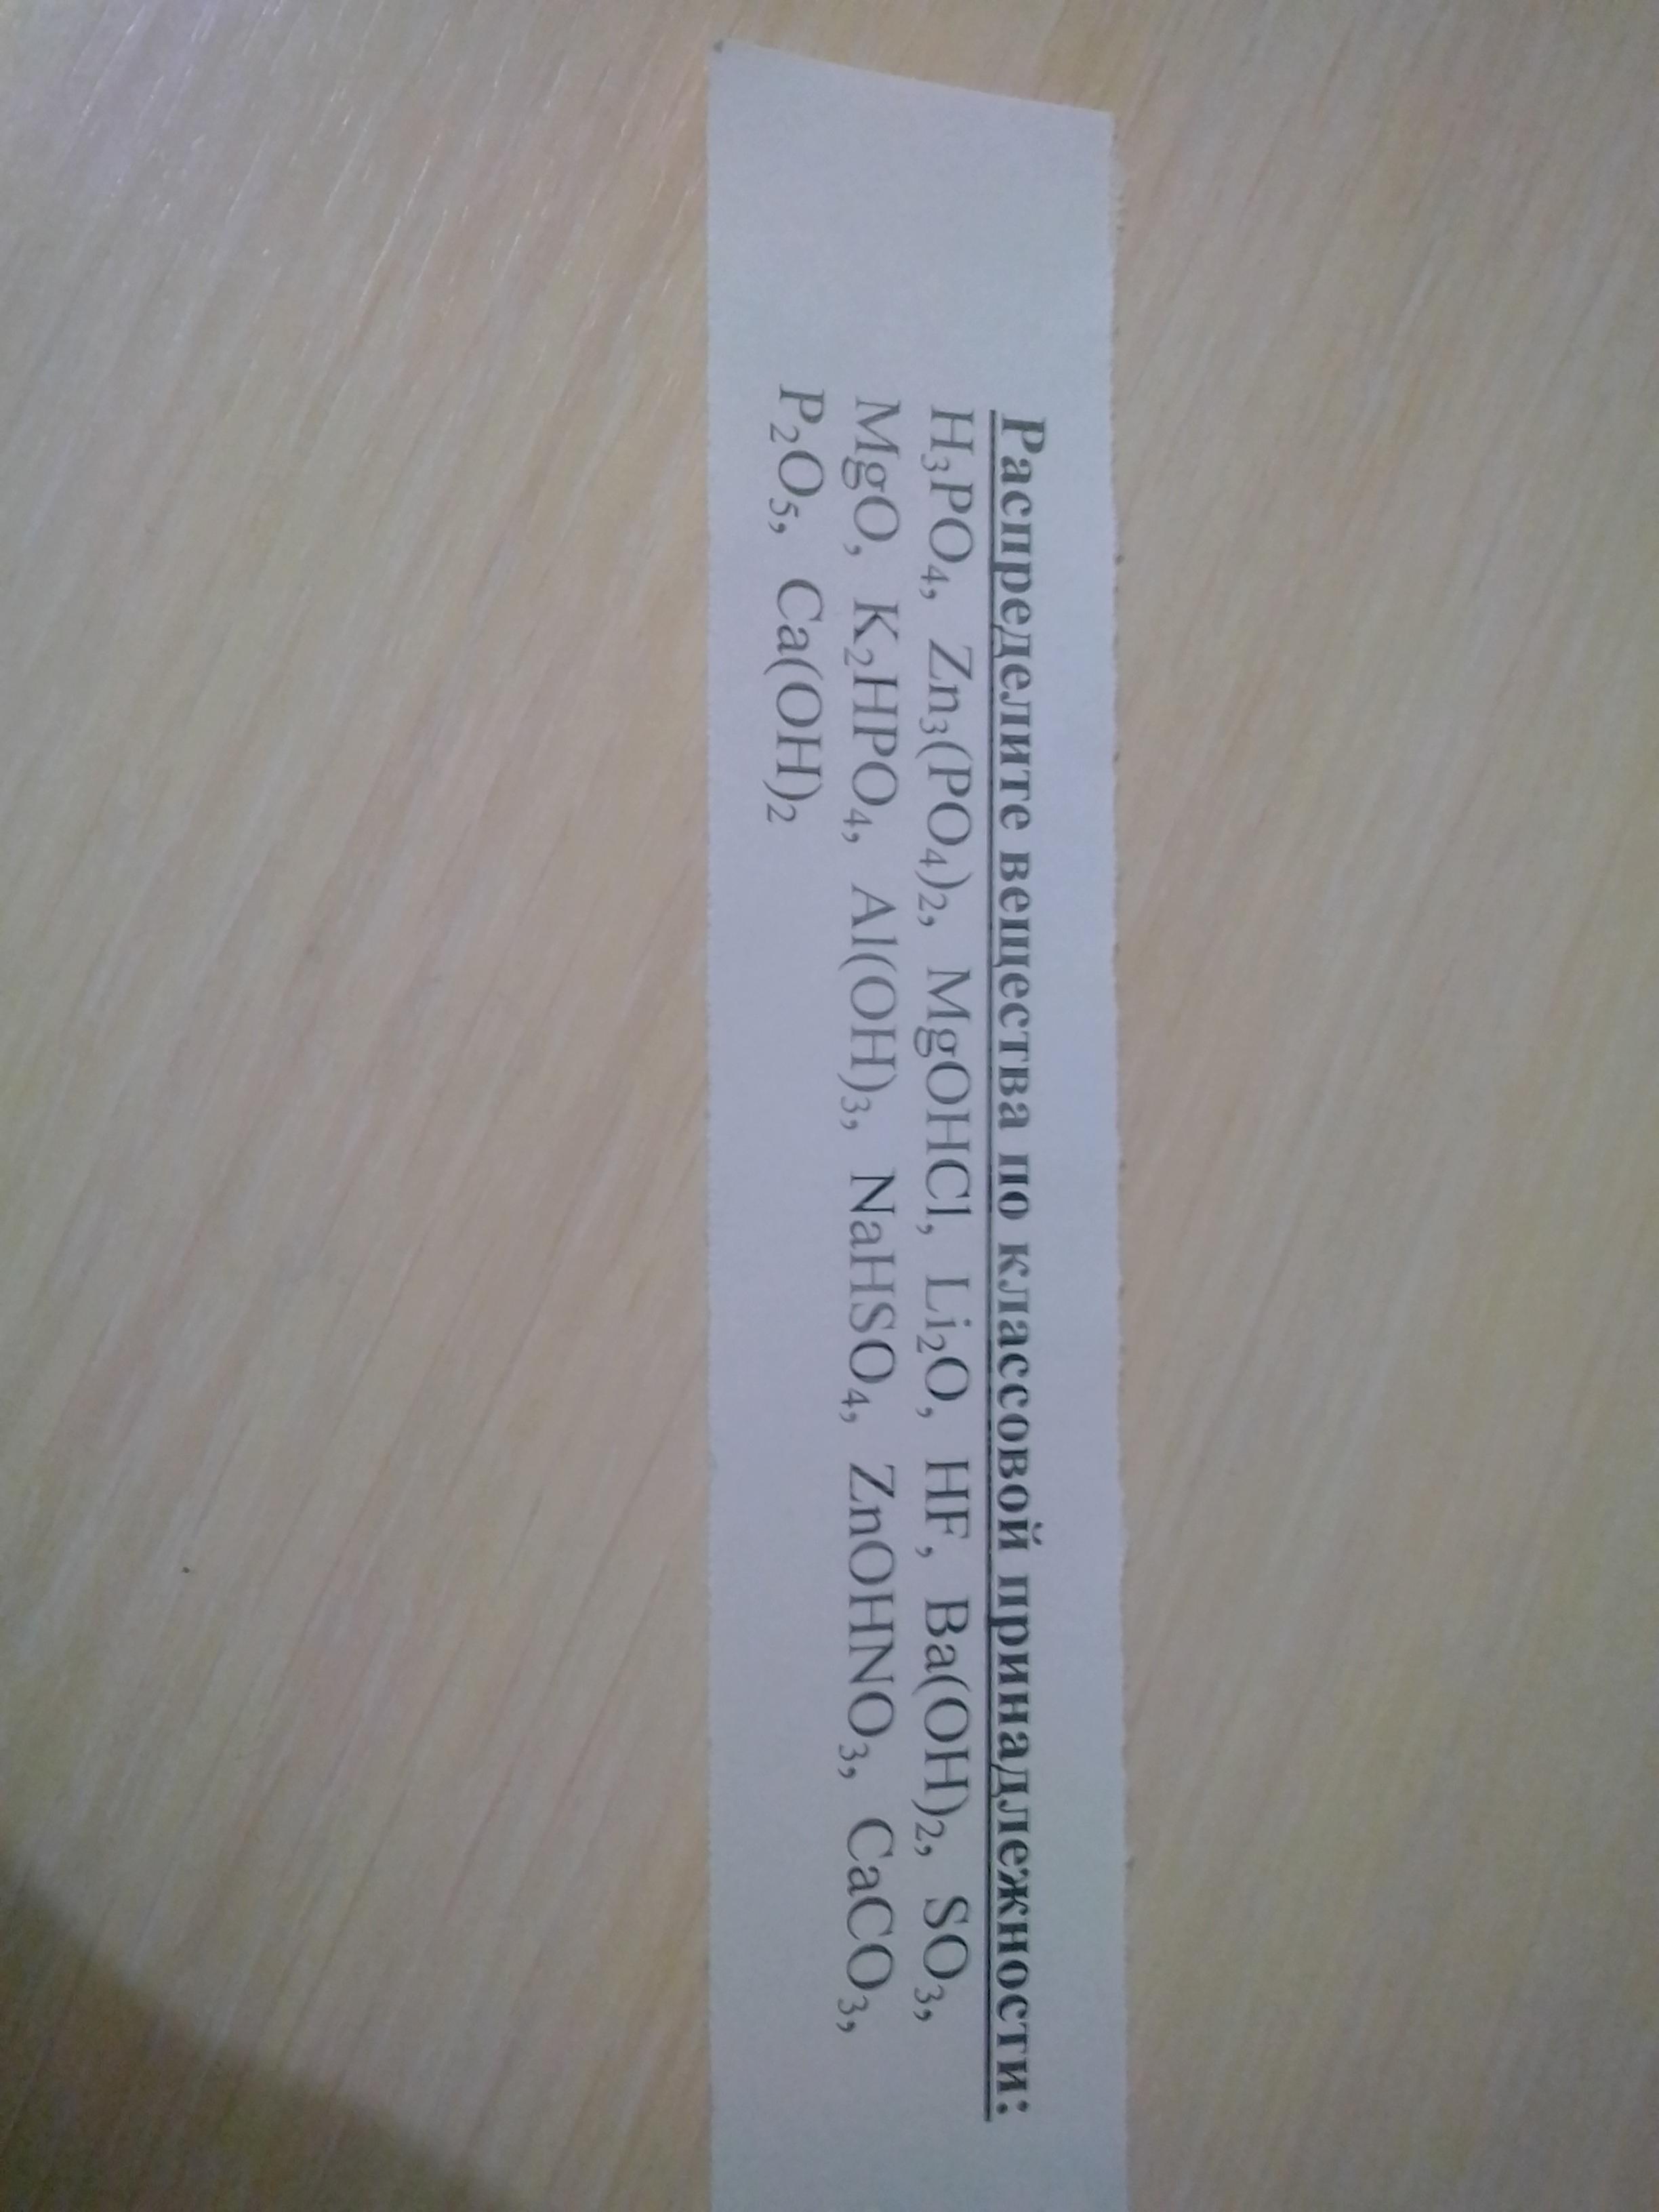 Распределите вещества по классовой принадлежности:
H₃PO₄, Zn₃(PO₄)₂, MgOHCl, Li₂O, HF, Ba(OH)₂, SO₃,
MgO, K₂HPO₄, Al(OH)₃, NaHSO₄, ZnOHNO₃, CaCO₃,
P₂O₅, Ca(OH)₂